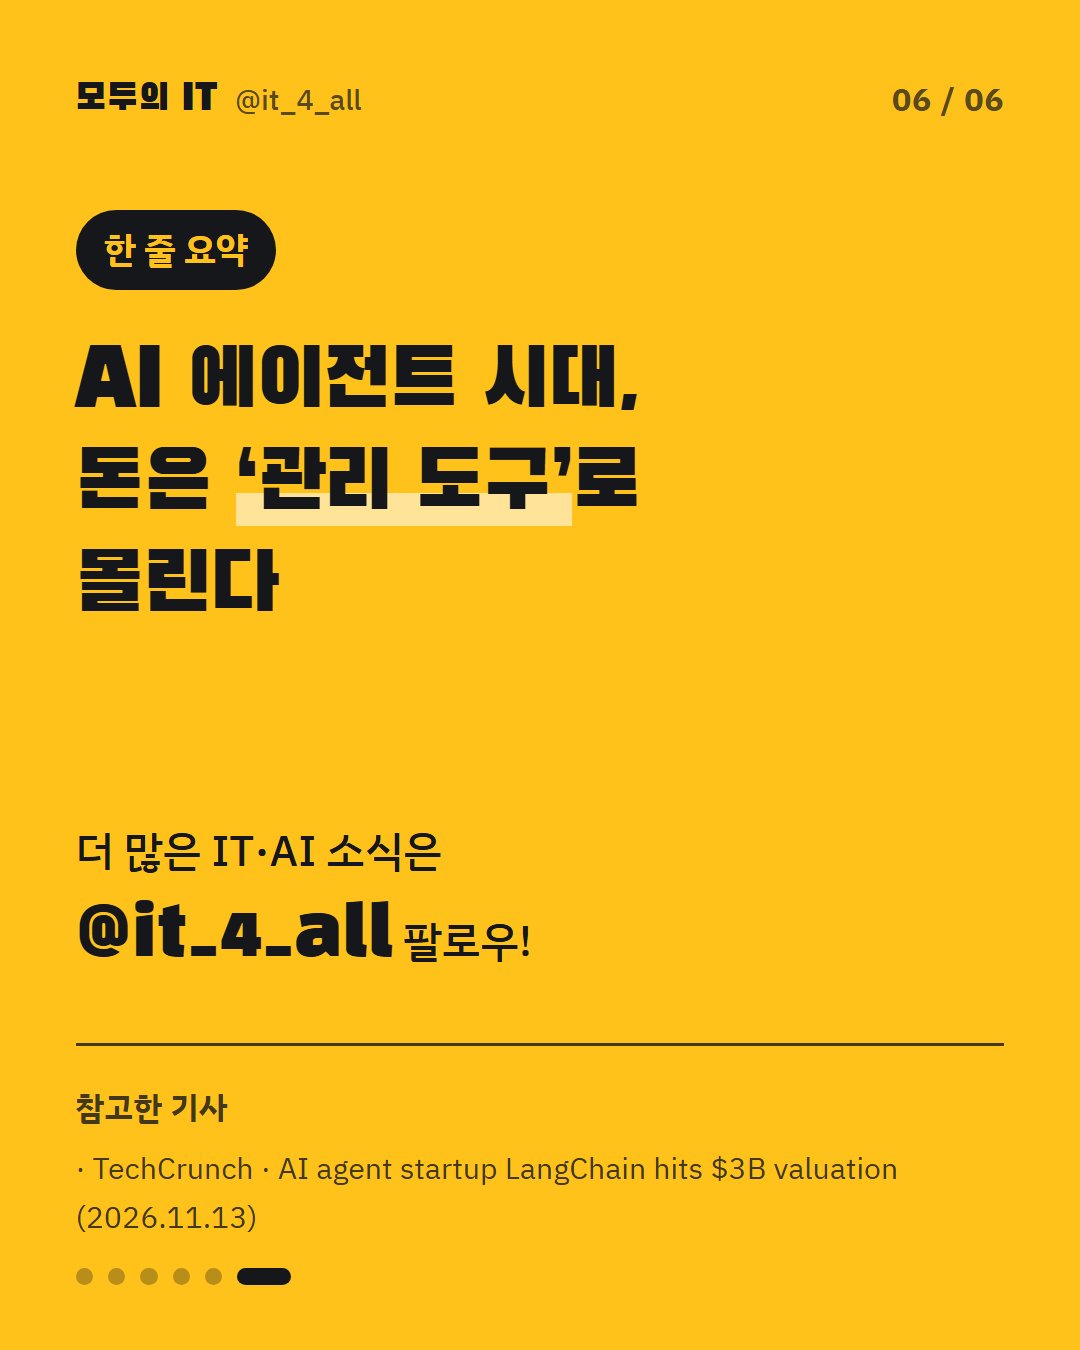 모두의 IT @it_4_all
06 / 06
한 줄 요약
AI 에이전트 시대,
돈은 ‘관리 도구’로
몰린다
더 많은 IT·AI 소식은
@it_4_all 팔로우!
참고한 기사
· TechCrunch · AI agent startup LangChain hits $3B valuation
(2026.11.13)